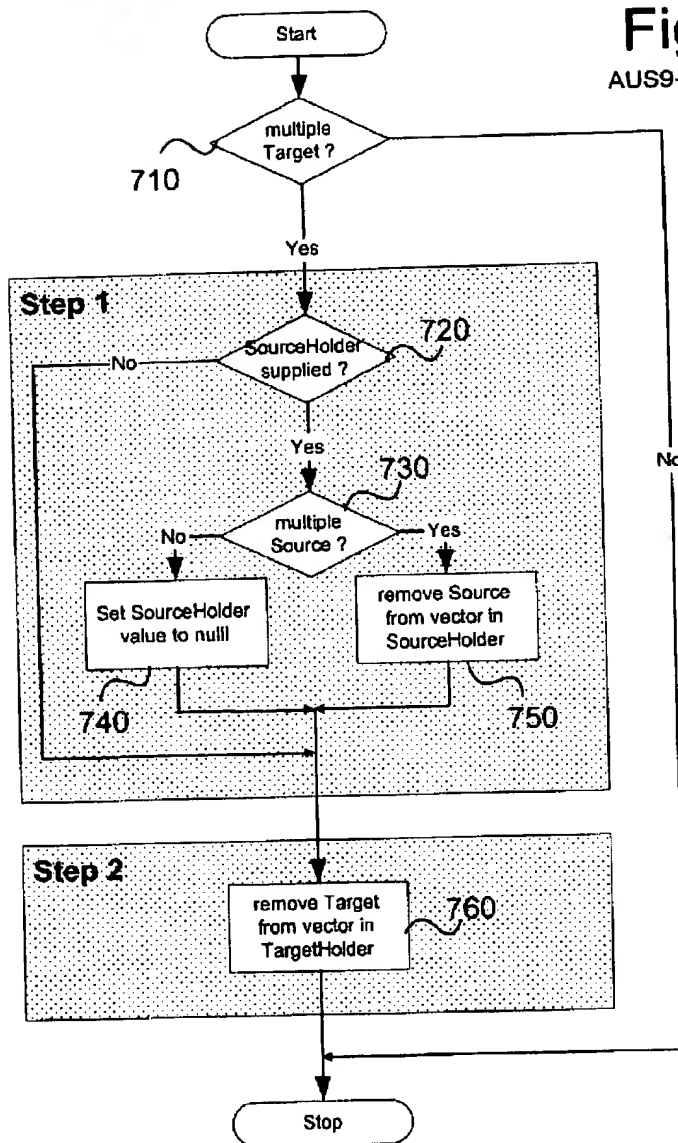 Start
Fig
AUS9-
multiple
Target ?
710
Yes
Step 1
SourceHolder
supplied ?
720
No
Yes
730
multiple
Source ?
No
Yes
No
Set SourceHolder
value to nulll
remove Source
from vector in
SourceHolder
740
750
Step 2
remove Target
from vector in
TargetHolder
760
Stop